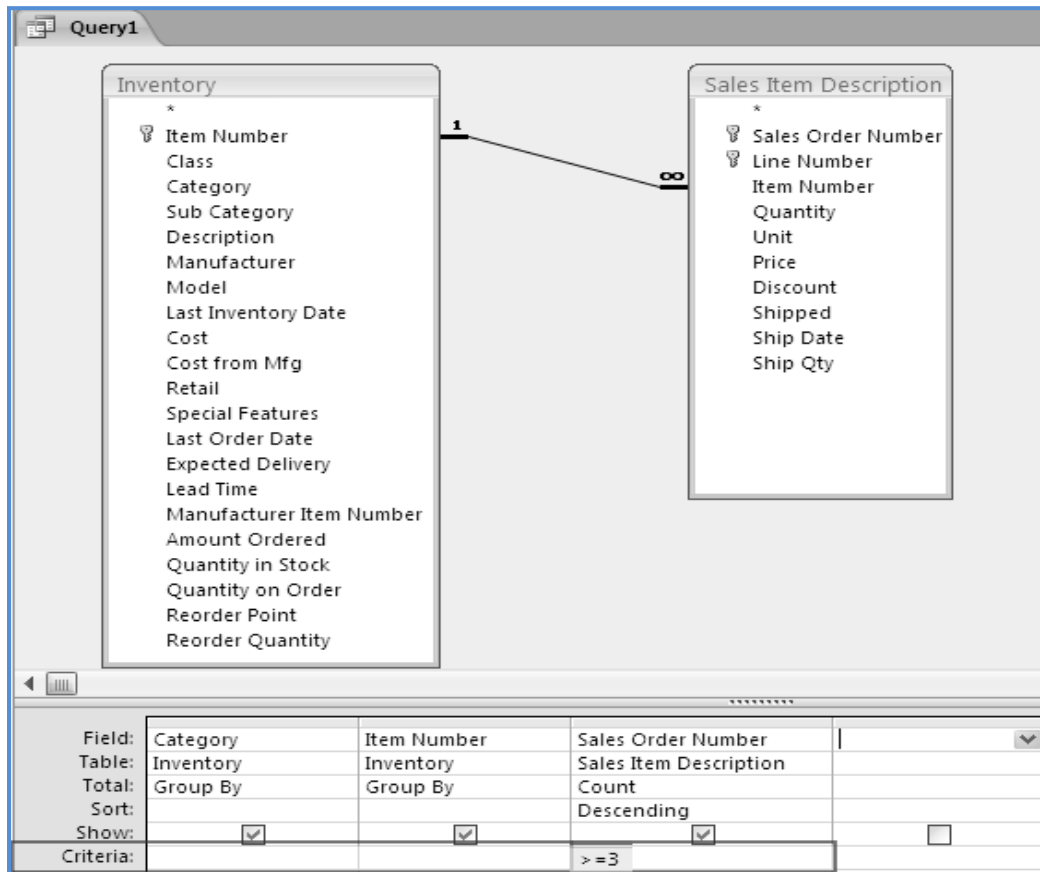 Query1
Inventory
*
Item Number
Class
Category
Sub Category
Description
Manufacturer
Model
Last Inventory Date
Cost
Cost from Mfg
Retail
Special Features
Last Order Date
Expected Delivery
Lead Time
Manufacturer Item Number
Amount Ordered
Quantity in Stock
Quantity on Order
Reorder Point
Reorder Quantity
1
∞
Sales Item Description
*
Sales Order Number
Line Number
Item Number
Quantity
Unit
Price
Discount
Shipped
Ship Date
Ship Qty
Field: Category Item Number Sales Order Number
Table: Inventory Inventory Sales Item Description
Total: Group By Group By Count
Sort: Descending
Show:
Criteria: >=3